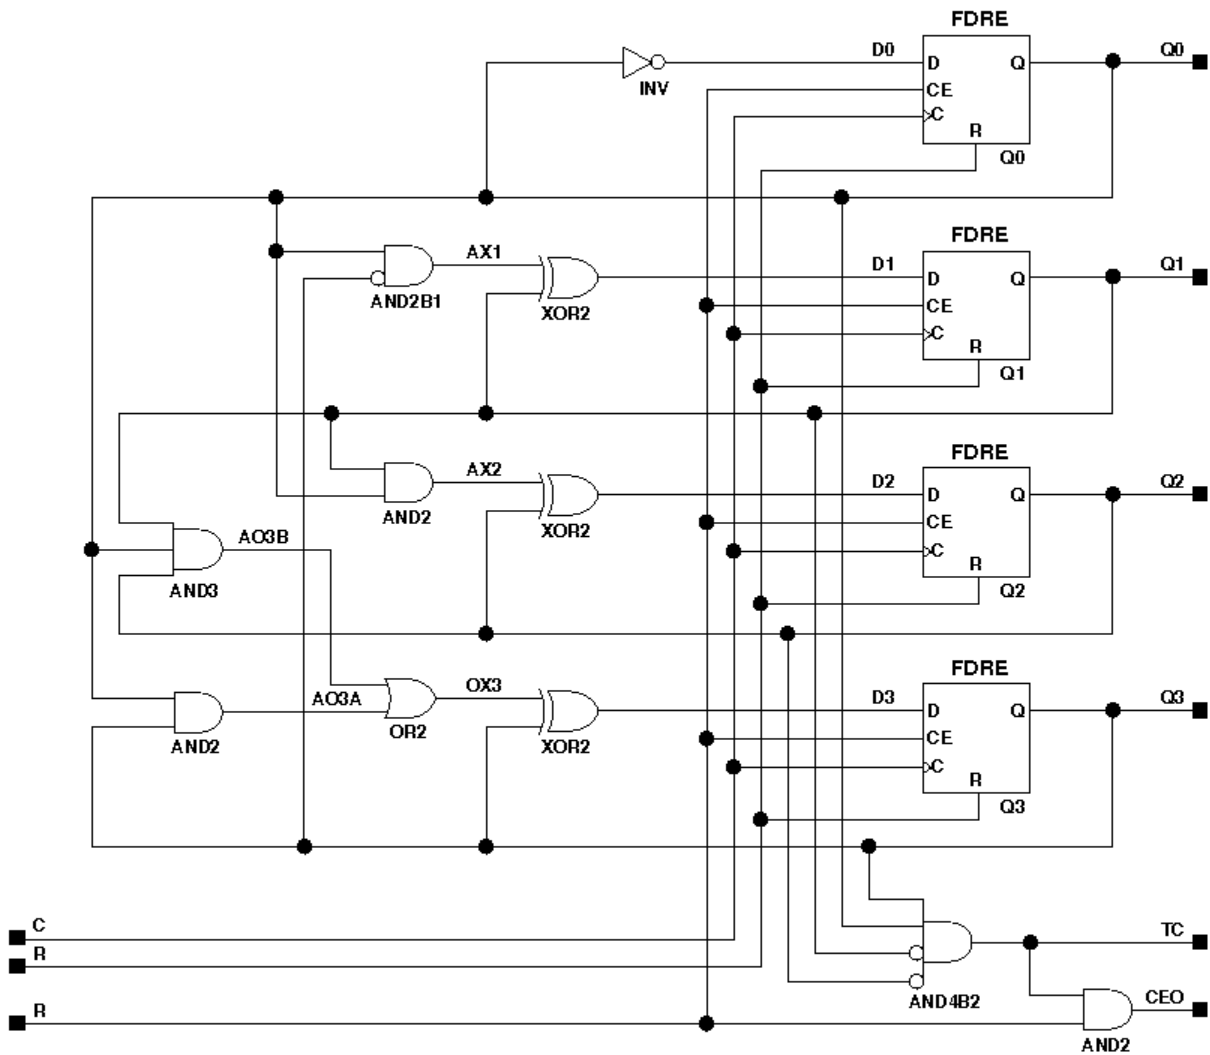 FDRE
D0
Q0
D
Q
INV
CE
C
R
Q0
FDRE
AX1
D1
Q1
D
Q
AND2B1
XOR2
CE
C
R
Q1
FDRE
AX2
D2
Q2
D
Q
AND2
XOR2
CE
AO3B
C
R
AND3
Q2
FDRE
AO3A
OX3
D3
Q3
D
Q
OR2
AND2
XOR2
CE
C
R
Q3
C
TC
R
AND4B2
CEO
R
AND2